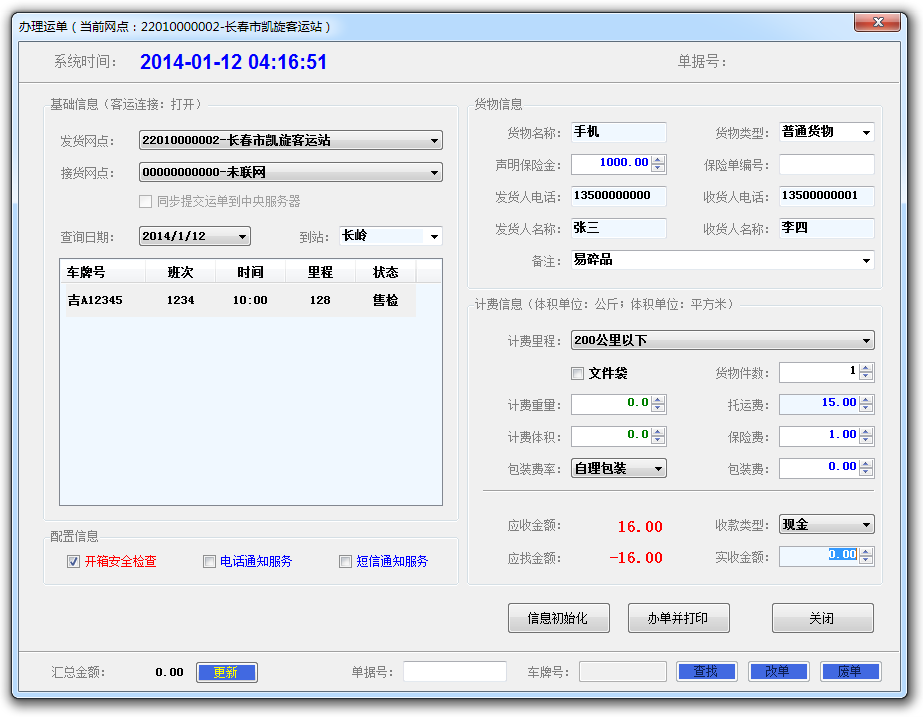 办理运单（当前网点：22010000002-长春市凯旋客运站）
系统时间： 2014-01-12 04:16:51 单据号：
基础信息（客运连接：打开）
发货网点： 22010000002-长春市凯旋客运站
接货网点： 00000000000-未联网
同步提交运单到中央服务器
查询日期： 2014/1/12 到站： 长岭
车牌号 班次 时间 里程 状态
吉A12345 1234 10:00 128 售检
配置信息
开箱安全检查 电话通知服务 短信通知服务
货物信息
货物名称： 手机 货物类型： 普通货物
声明保险金： 1000.00 保险单编号：
发货人电话： 13500000000 收货人电话： 13500000001
发货人名称： 张三 收货人名称： 李四
备注： 易碎品
计费信息（体积单位：公斤；体积单位：平方米）
计费里程： 200公里以下
文件袋 货物件数： 1
计费重量： 0.0 托运费： 15.00
计费体积： 0.0 保险费： 1.00
包装费率： 自理包装 包装费： 0.00
应收金额： 16.00 收款类型： 现金
应找金额： -16.00 实收金额： 0.00
信息初始化 办单并打印 关闭
汇总金额： 0.00 更新 单据号： 车牌号： 查找 改单 废单